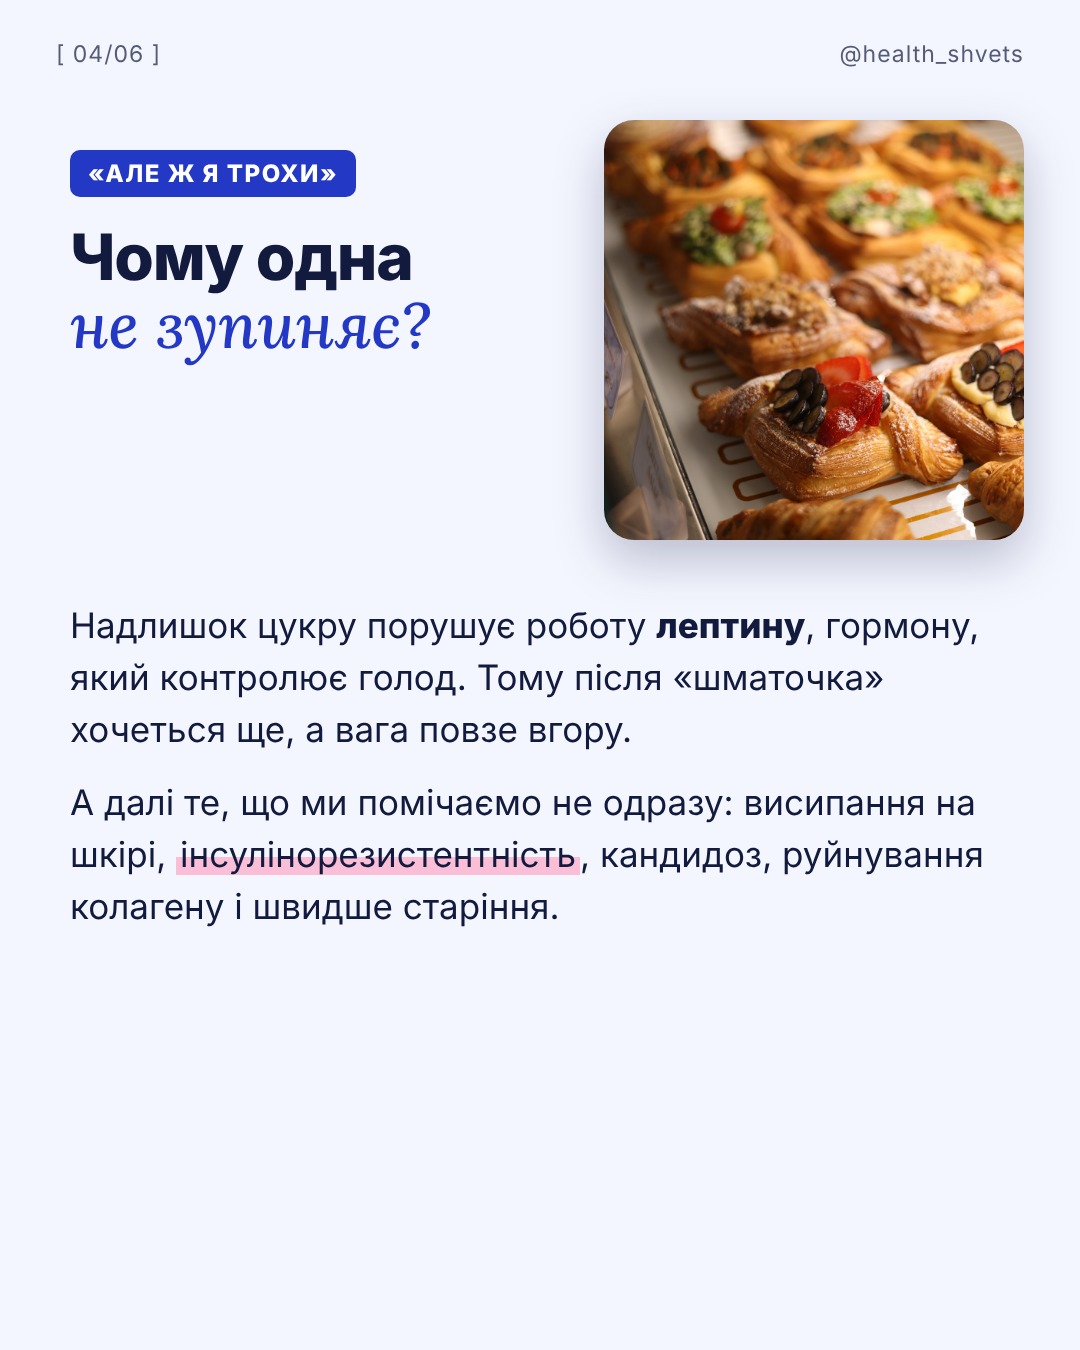 [ 04/06 ]
@health_shvets
«АЛЕ Ж Я ТРОХИ»
Чому одна
не зупиняє?
Надлишок цукру порушує роботу лептину, гормону,
який контролює голод. Тому після «шматочка»
хочеться ще, а вага повзе вгору.
А далі те, що ми помічаємо не одразу: висипання на
шкірі, інсулінорезистентність, кандидоз, руйнування
колагену і швидше старіння.